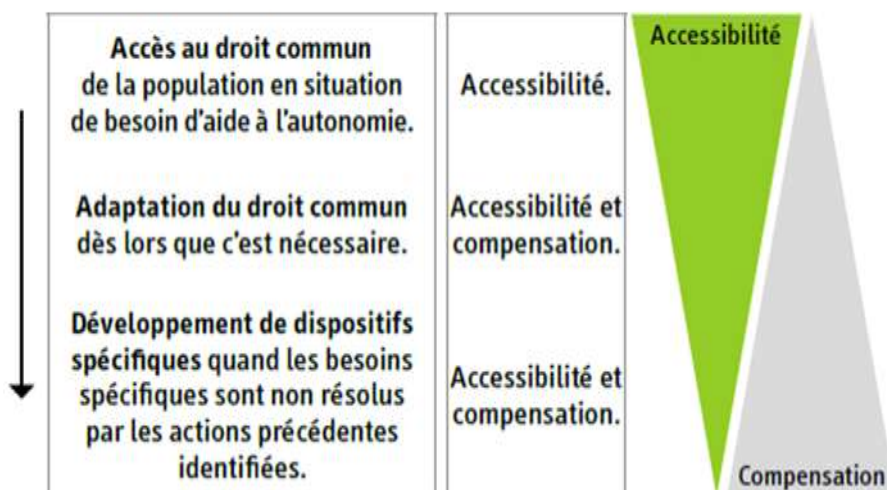 Accès au droit commun
de la population en situation
de besoin d'aide à l'autonomie.
Accessibilité.
Accessibilité
Adaptation du droit commun
dès lors que c'est nécessaire.
Accessibilité et
compensation.
Développement de dispositifs
spécifiques quand les besoins
spécifiques sont non résolus
par les actions précédentes
identifiées.
Accessibilité et
compensation.
Compensation